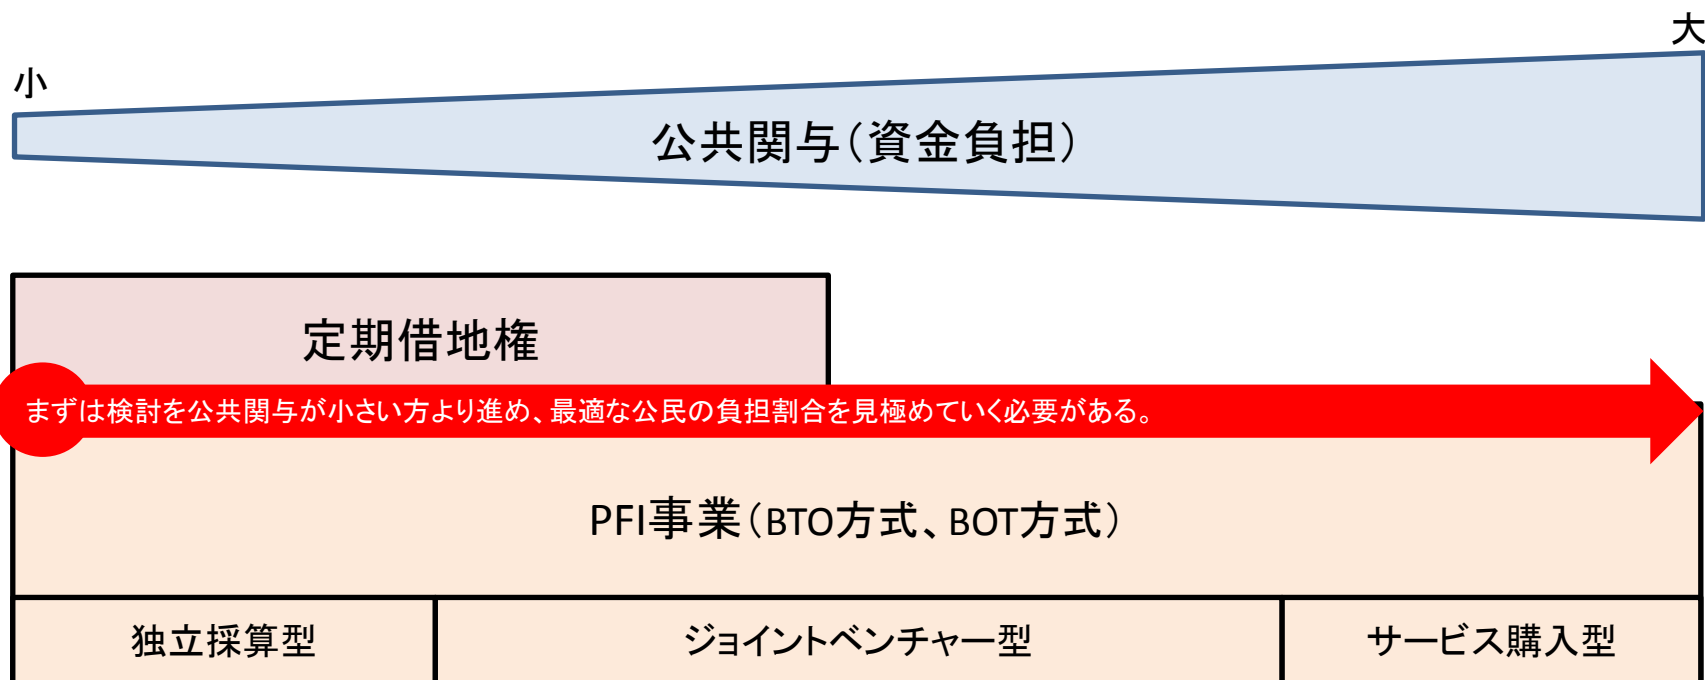 大
小
公共関与（資金負担）
定期借地権
まずは検討を公共関与が小さい方より進め、最適な公民の負担割合を見極めていく必要がある。
PFI事業（BTO方式、BOT方式）
独立採算型
ジョイントベンチャー型
サービス購入型